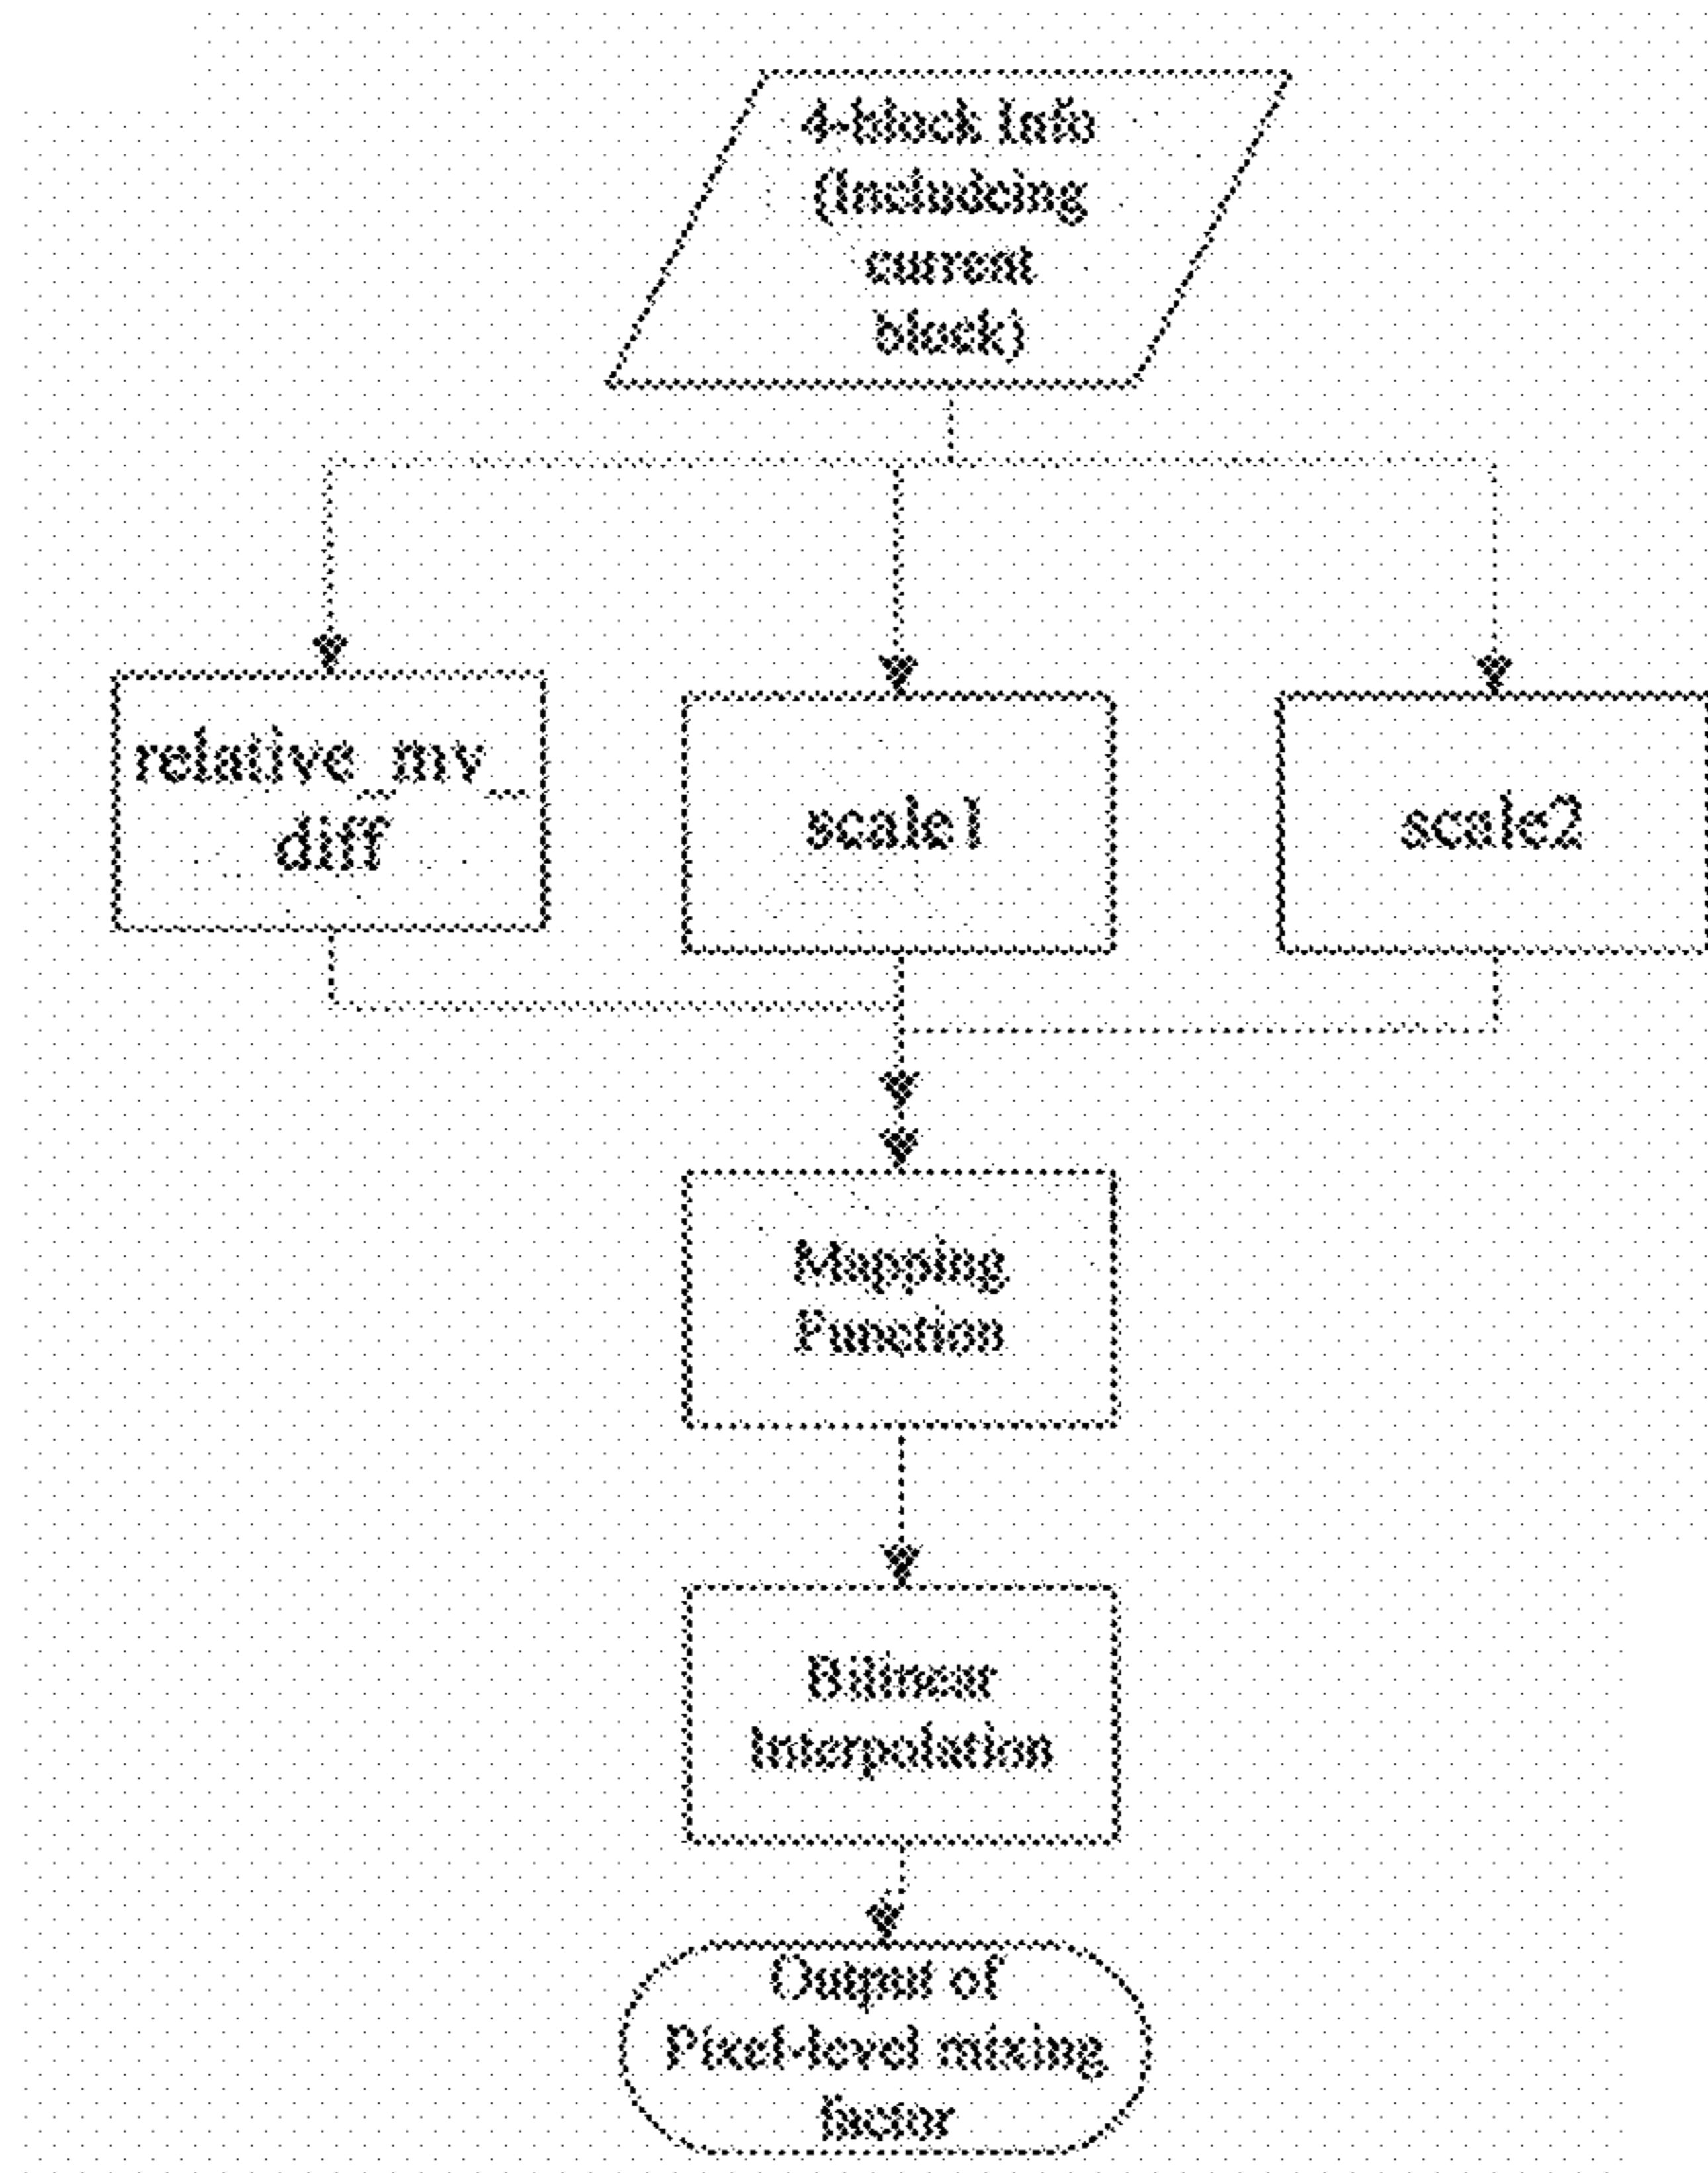 4-block Info
(Includcing
current
block)
relative_mv_
diff
scale1
scale2
Mapping
Function
Bilinear
Interpolation
Output of
Pixel-level mixing
factor